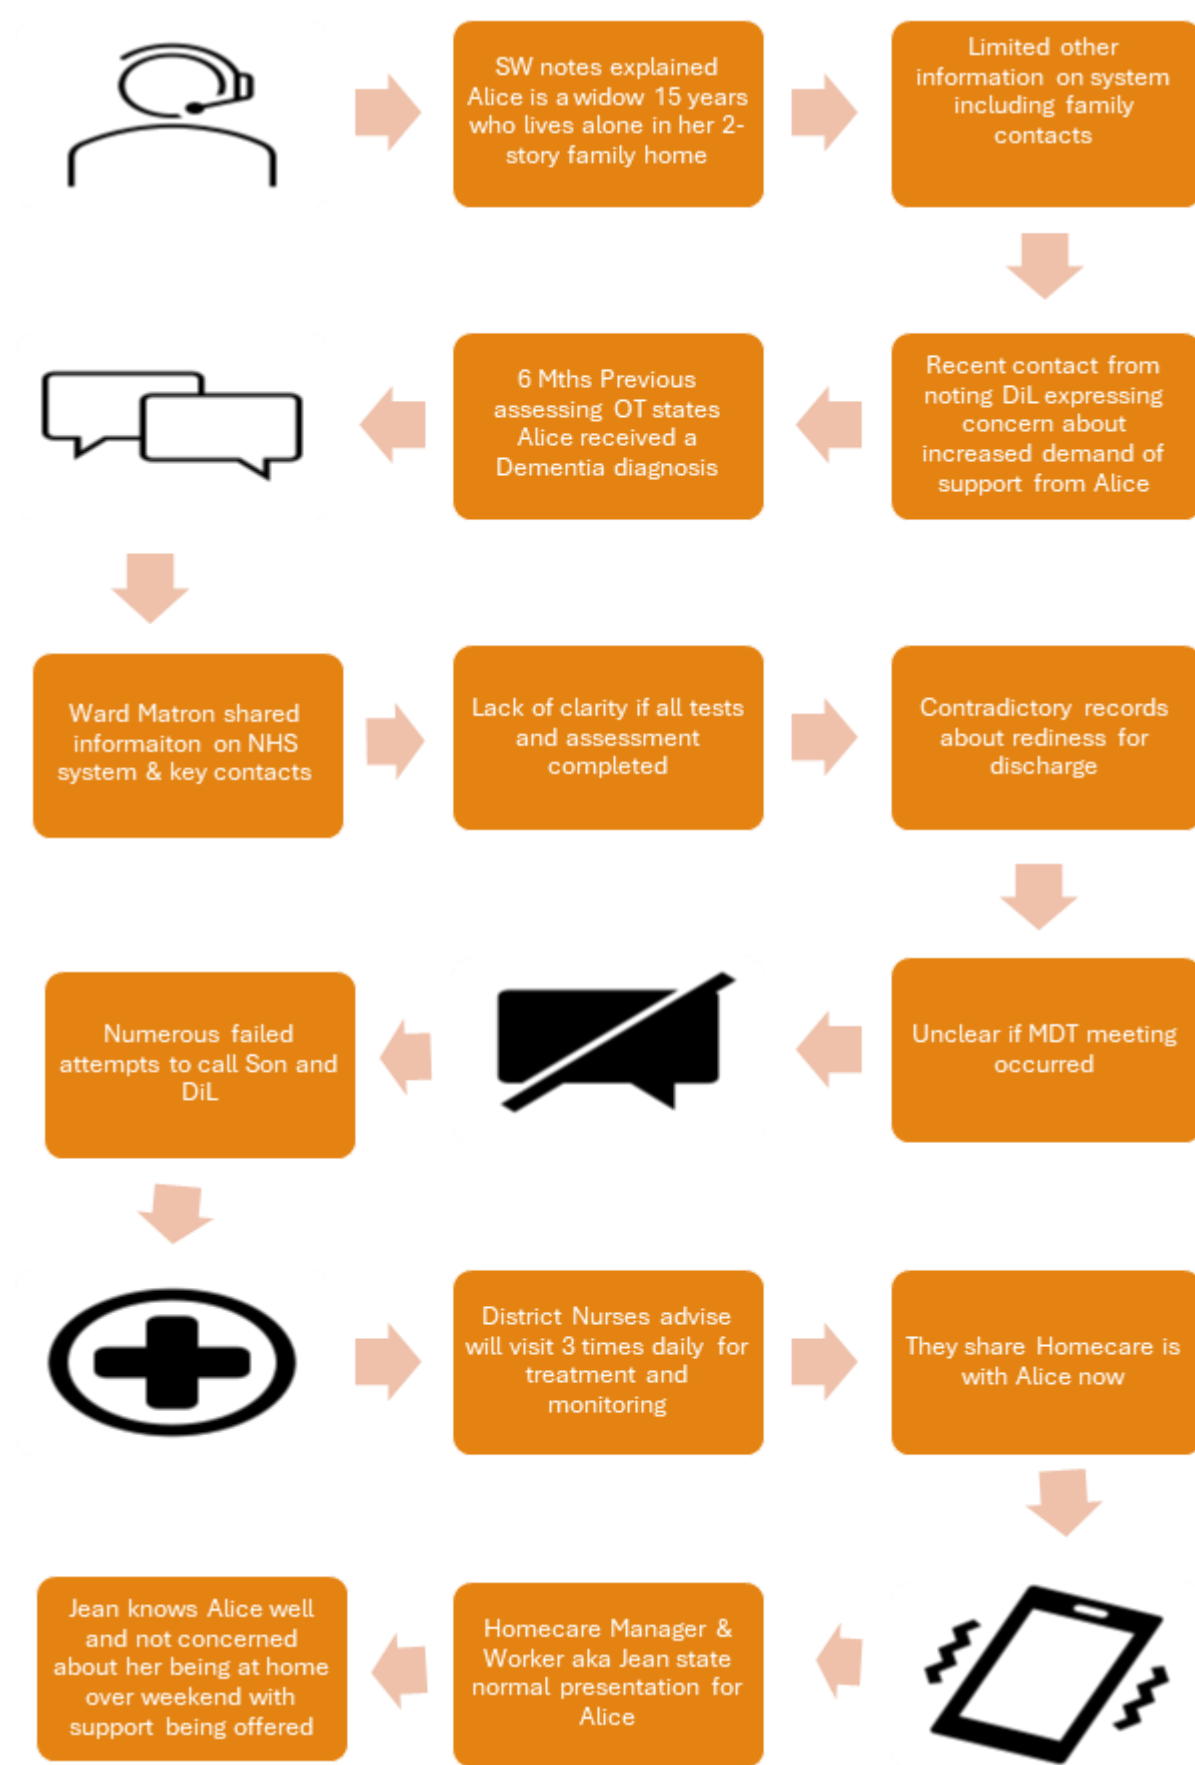 SW notes explained
Alice is a widow 15 years
who lives alone in her 2-
story family home
Limited other
information on system
including family
contacts
Recent contact from
noting DiL expressing
concern about
increased demand of
support from Alice
6 Mths Previous
assessing OT states
Alice received a
Dementia diagnosis
Ward Matron shared
informaiton on NHS
system & key contacts
Lack of clarity if all tests
and assessment
completed
Contradictory records
about rediness for
discharge
Unclear if MDT meeting
occurred
Numerous failed
attempts to call Son and
DiL
District Nurses advise
will visit 3 times daily for
treatment and
monitoring
They share Homecare is
with Alice now
Homecare Manager &
Worker aka Jean state
normal presentation for
Alice
Jean knows Alice well
and not concerned
about her being at home
over weekend with
support being offered